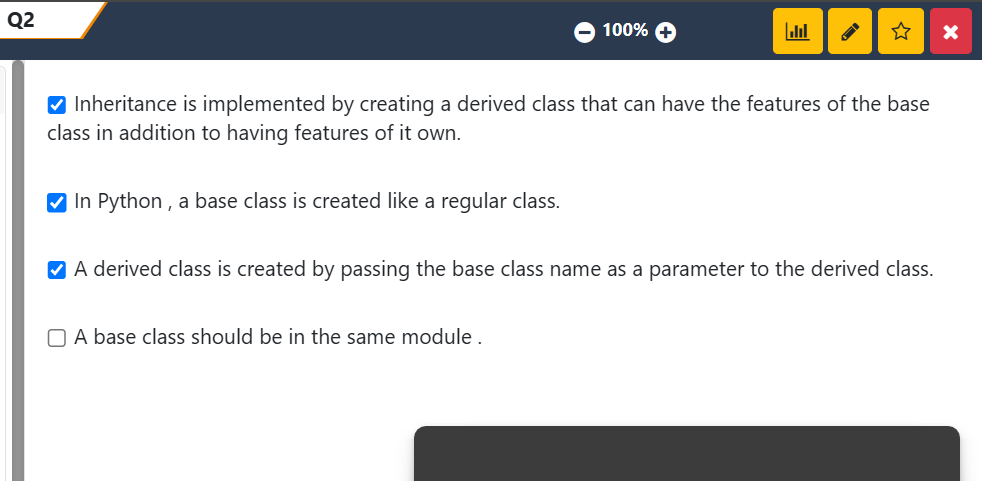 Q2
100%
Inheritance is implemented by creating a derived class that can have the features of the base
class in addition to having features of it own.
In Python , a base class is created like a regular class.
A derived class is created by passing the base class name as a parameter to the derived class.
A base class should be in the same module .